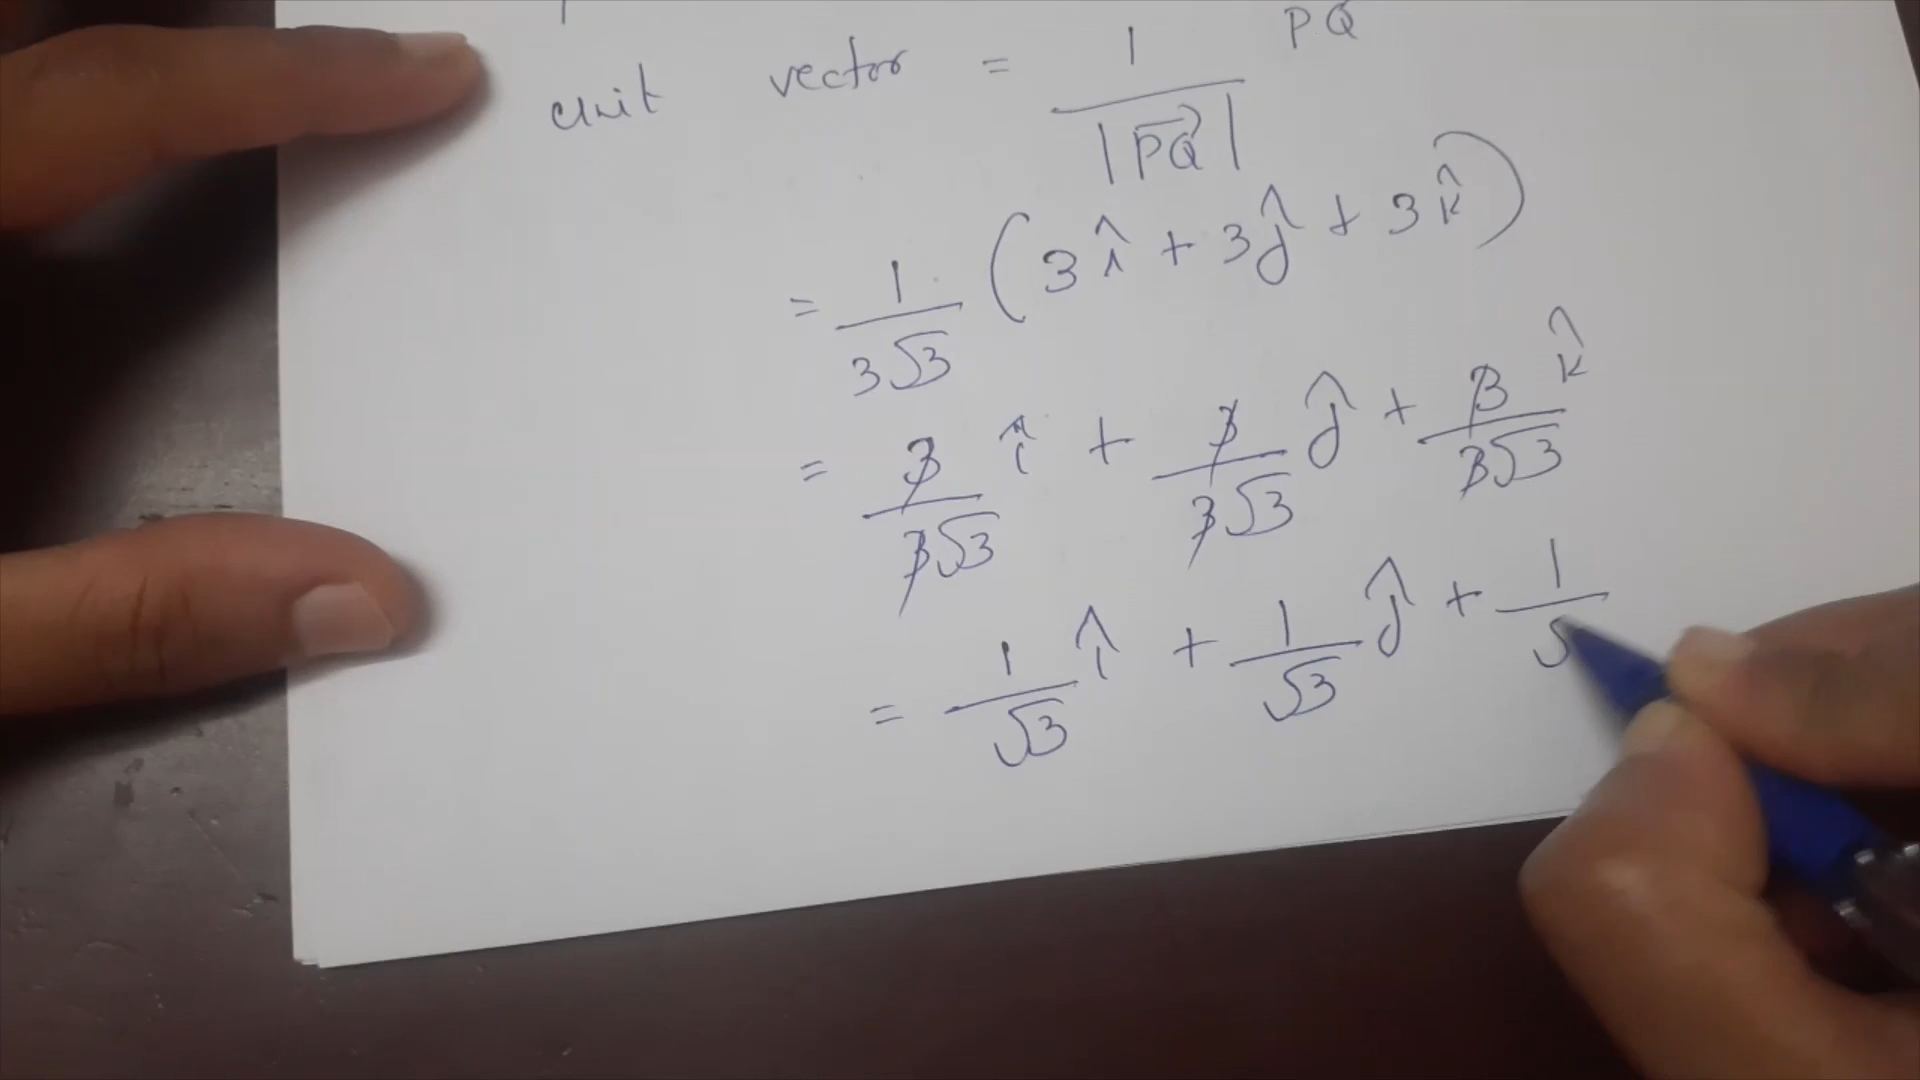 unit vector = 1/|PQ⃗| PQ
= 1/3√3 (3î + 3ĵ + 3k̂)
= 3/3√3 î + 3/3√3 ĵ + 3/3√3 k̂
= 1/√3 î + 1/√3 ĵ + 1/√